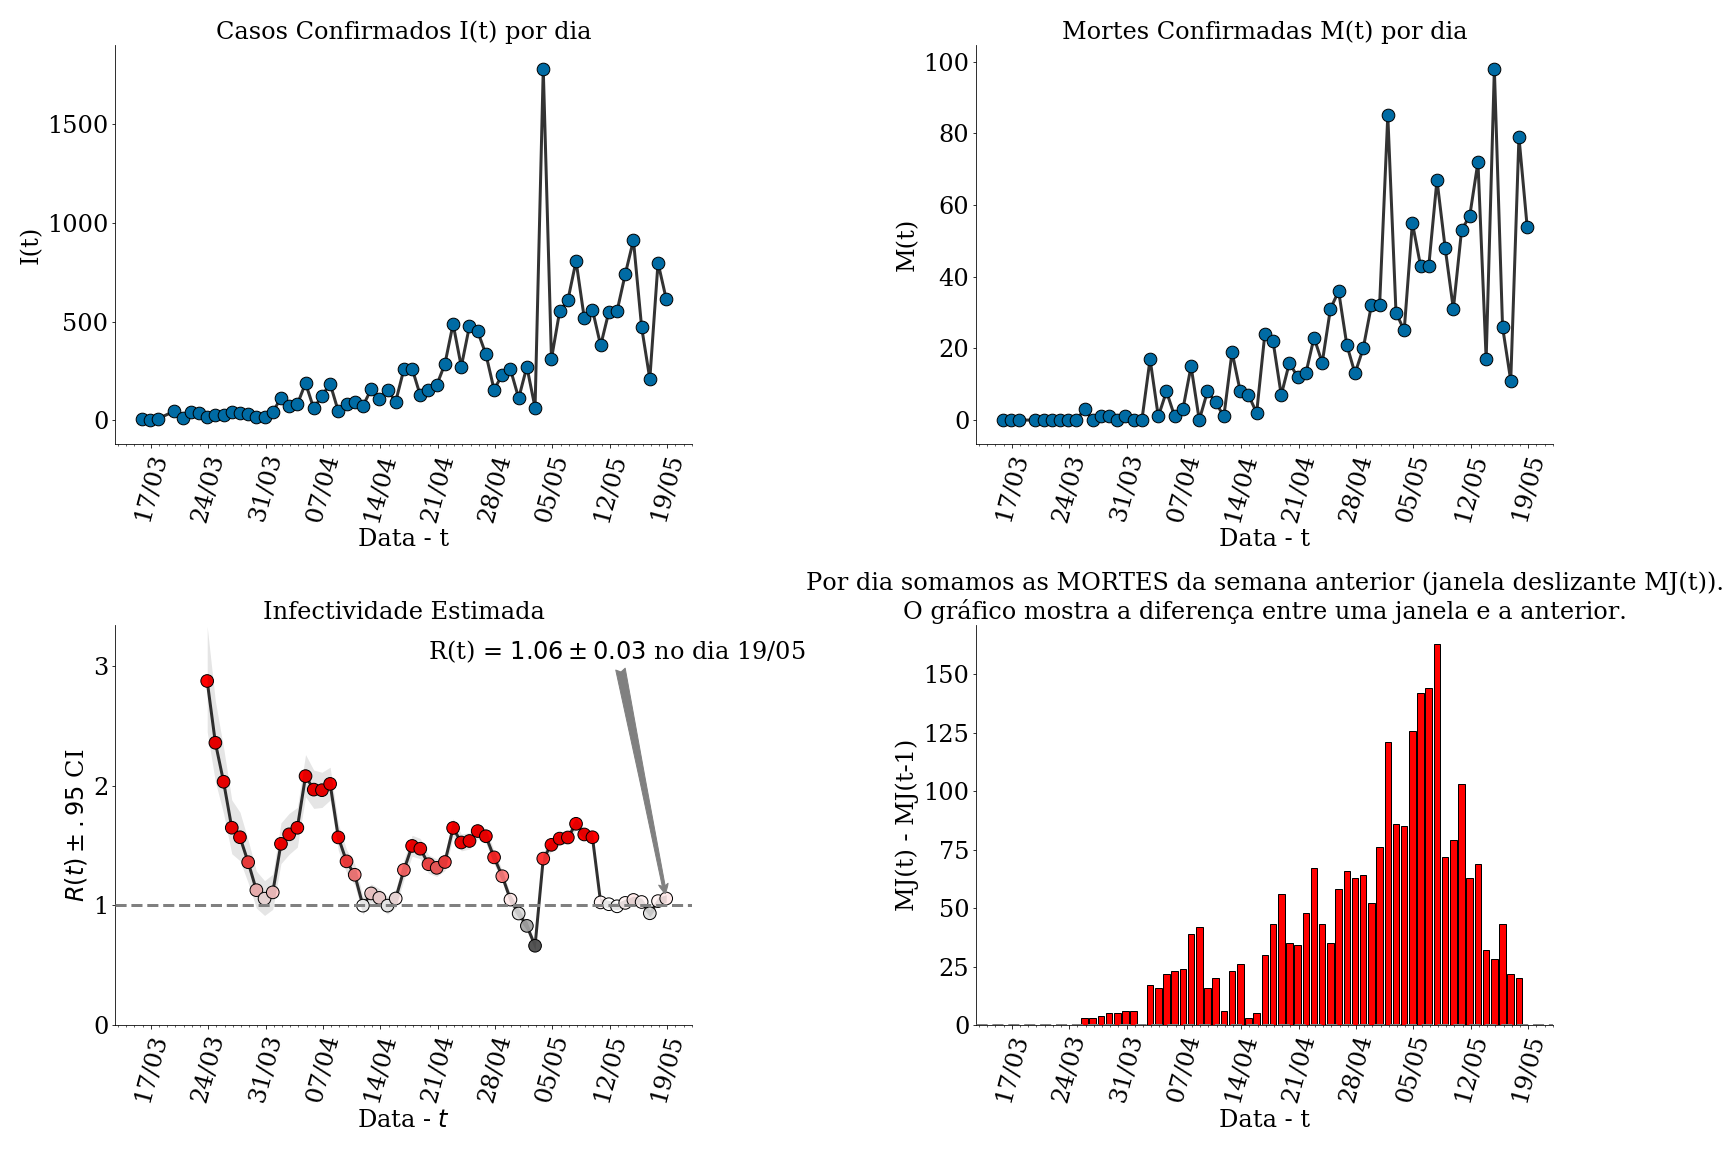 Casos Confirmados I(t) por dia
I(t)
1500
1000
500
0
17/03 24/03 31/03 07/04 14/04 21/04 28/04 05/05 12/05 19/05
Data - t
Mortes Confirmadas M(t) por dia
M(t)
100
80
60
40
20
0
17/03 24/03 31/03 07/04 14/04 21/04 28/04 05/05 12/05 19/05
Data - t
Infectividade Estimada
R(t) = 1.06 ± 0.03 no dia 19/05
R(t) ± .95 CI
3
2
1
0
17/03 24/03 31/03 07/04 14/04 21/04 28/04 05/05 12/05 19/05
Data - t
Por dia somamos as MORTES da semana anterior (janela deslizante MJ(t)).
O gráfico mostra a diferença entre uma janela e a anterior.
MJ(t) - MJ(t-1)
150
125
100
75
50
25
0
17/03 24/03 31/03 07/04 14/04 21/04 28/04 05/05 12/05 19/05
Data - t